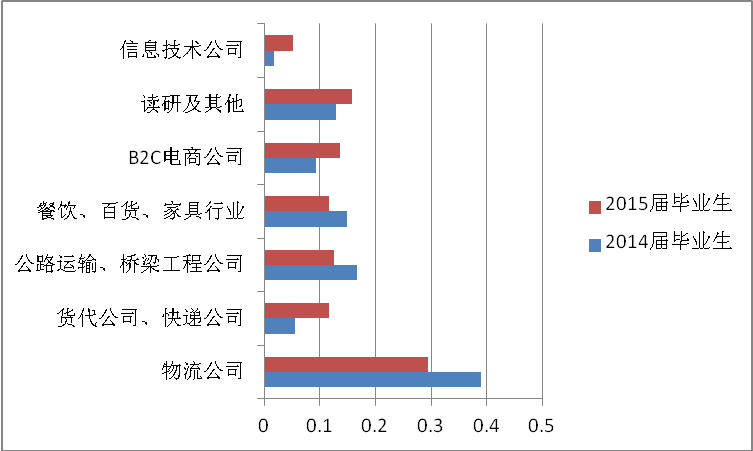 信息技术公司
读研及其他
B2C电商公司
餐饮、百货、家具行业
公路运输、桥梁工程公司
货代公司、快递公司
物流公司
0 0.1 0.2 0.3 0.4 0.5
2015届毕业生
2014届毕业生